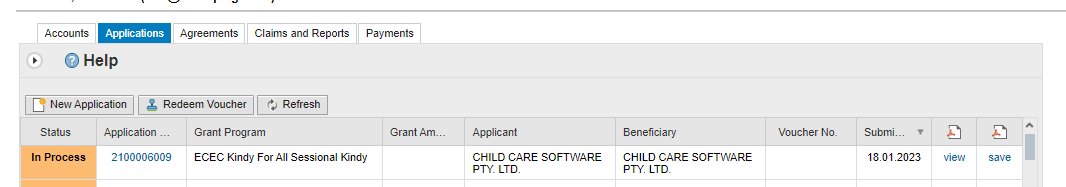 Accounts Applications Agreements Claims and Reports Payments
Help
New Application Redeem Voucher Refresh
Status Application ... Grant Program Grant Am... Applicant Beneficiary Voucher No. Submi...
In Process 2100006009 ECEC Kindy For All Sessional Kindy CHILD CARE SOFTWARE CHILD CARE SOFTWARE 18.01.2023 view save
PTY. LTD. PTY. LTD.